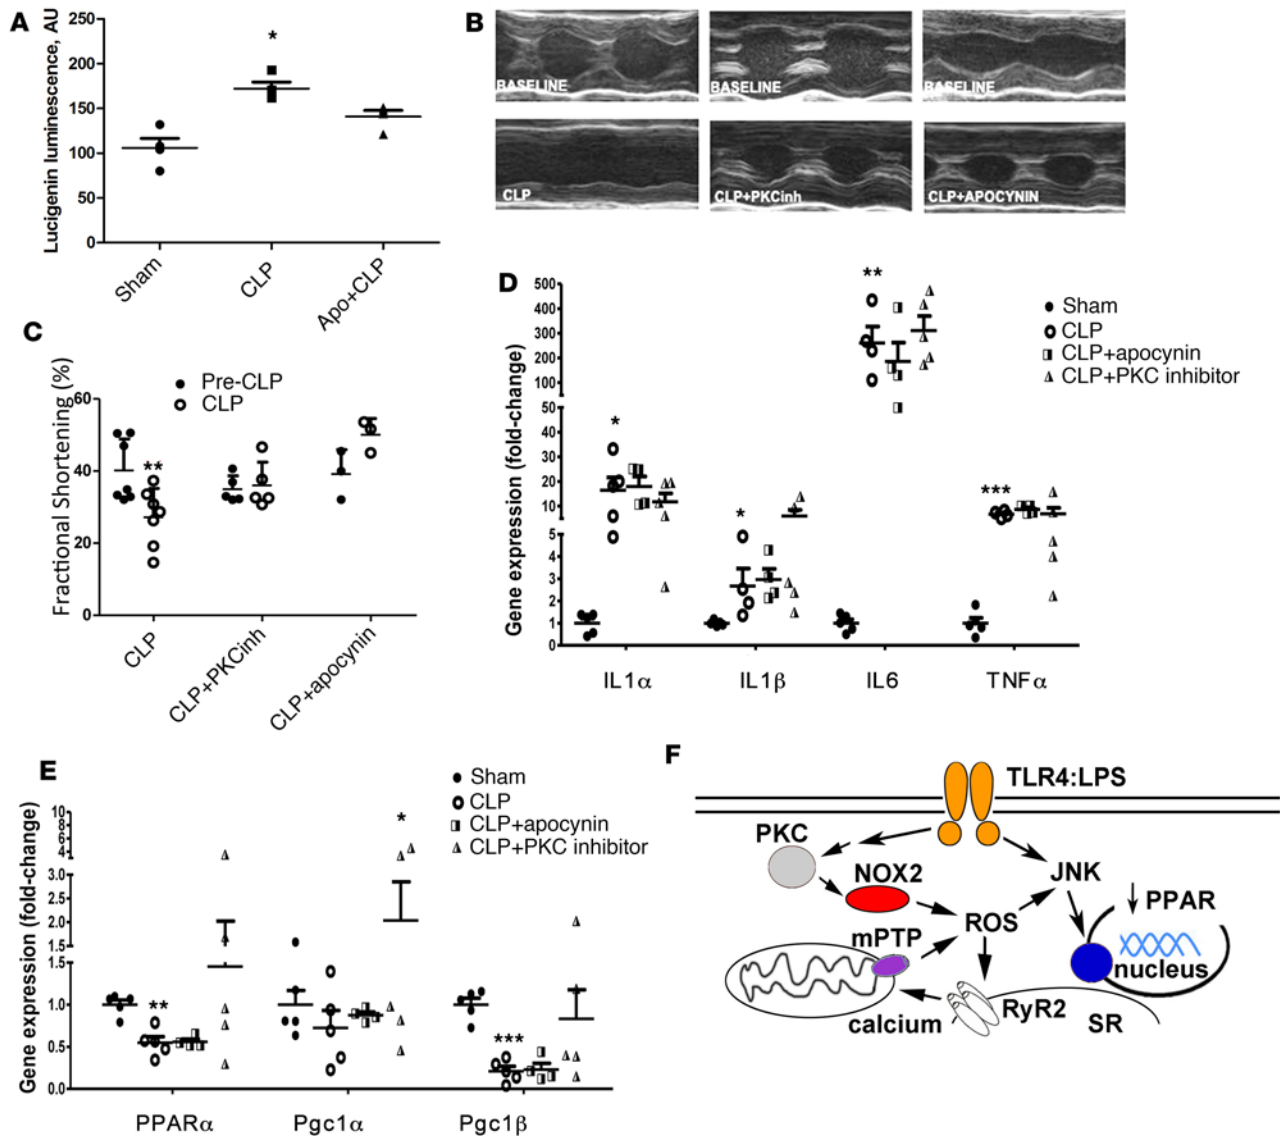 A
Lucigenin luminescence, AU
250
200
150
100
50
0
*
Sham
CLP
Apo+CLP
B
BASELINE
BASELINE
BASELINE
CLP
CLP+PKCinh
CLP+APOCYNIN
C
Fractional Shortening (%)
Pre-CLP
CLP
60
40
20
0
**
CLP
CLP+PKCinh
CLP+apocynin
D
Gene expression (fold-change)
500
400
300
200
100
50
40
30
20
10
5
4
3
2
1
0
*
*
**
***
Sham
CLP
CLP+apocynin
CLP+PKC inhibitor
IL1α
IL1β
IL6
TNFα
E
Gene expression (fold-change)
10
8
6
4
3.0
2.5
2.0
1.5
1.5
1.0
0.5
0.0
**
*
***
Sham
CLP
CLP+apocynin
CLP+PKC inhibitor
PPARα
Pgc1α
Pgc1β
F
TLR4:LPS
PKC
NOX2
JNK
ROS
↓ PPAR
mPTP
nucleus
calcium
RyR2
SR